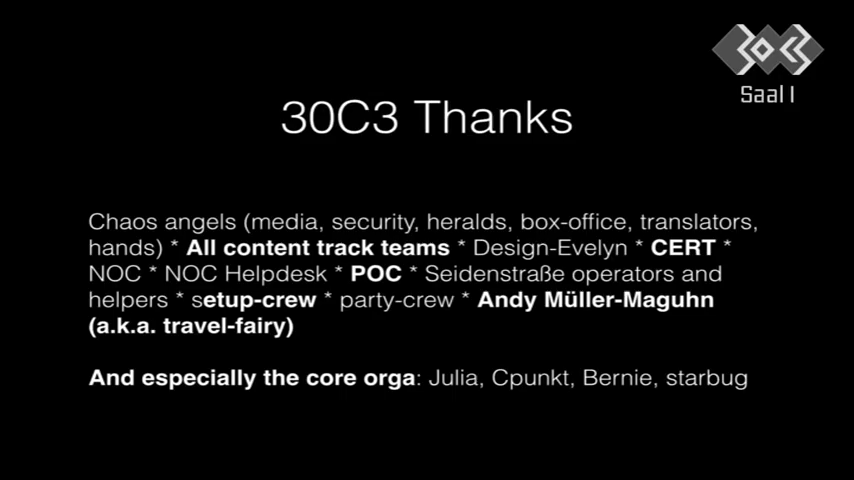 30C3
Saal 1
30C3 Thanks
Chaos angels (media, security, heralds, box-office, translators,
hands) * All content track teams * Design-Evelyn * CERT *
NOC * NOC Helpdesk * POC * Seidenstraße operators and
helpers * setup-crew * party-crew * Andy Müller-Maguhn
(a.k.a. travel-fairy)
And especially the core orga: Julia, Cpunkt, Bernie, starbug